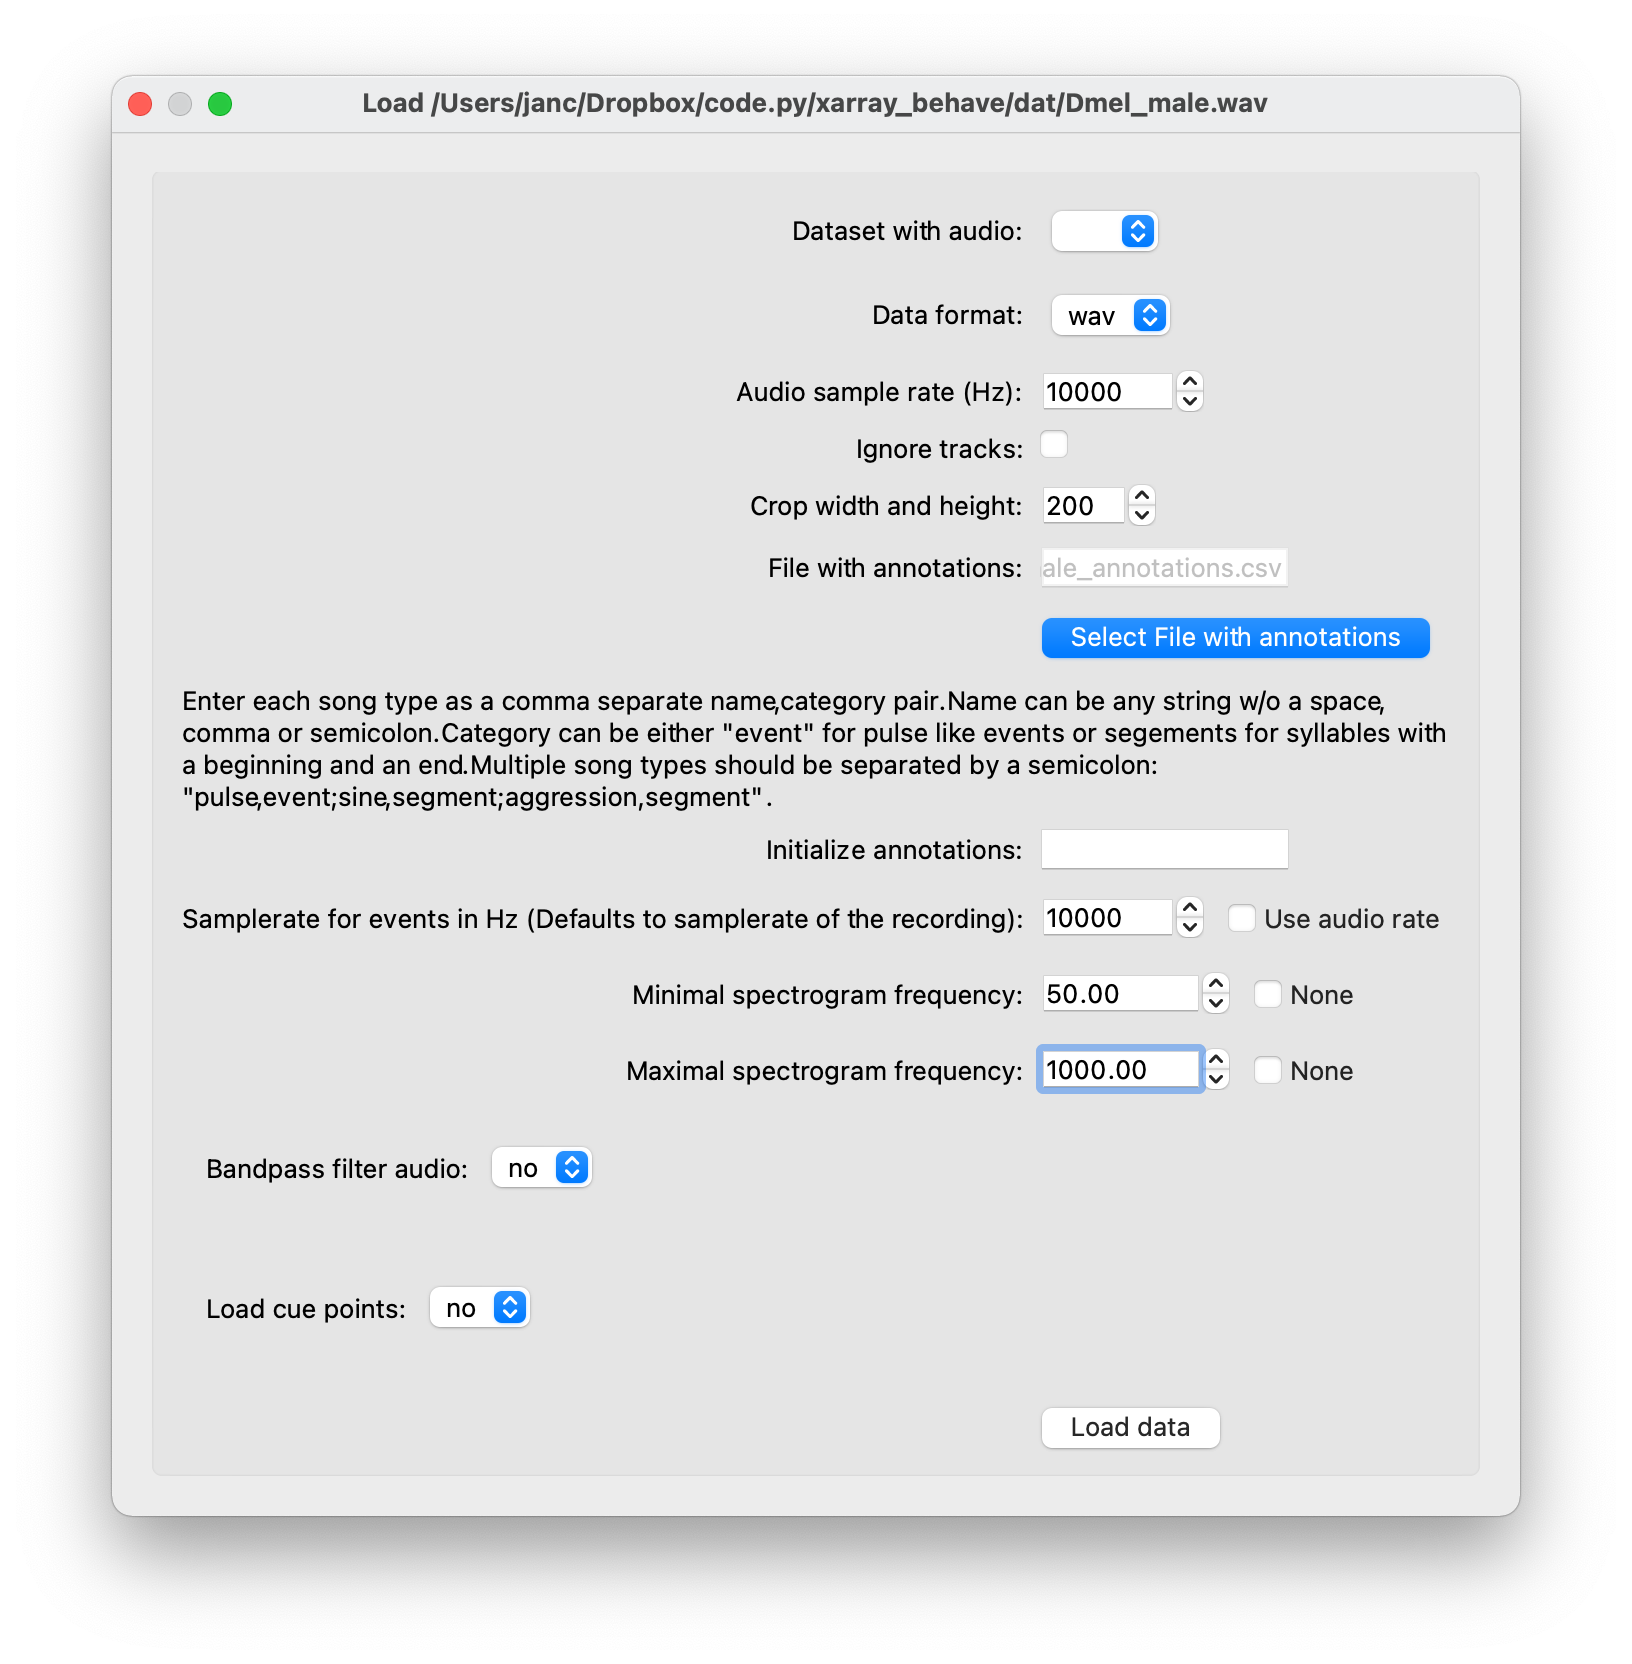 Load /Users/janc/Dropbox/code.py/xarray_behave/dat/Dmel_male.wav
Dataset with audio:
Data format: wav
Audio sample rate (Hz): 10000
Ignore tracks:
Crop width and height: 200
File with annotations: ale_annotations.csv
Select File with annotations
Enter each song type as a comma separate name,category pair.Name can be any string w/o a space,
comma or semicolon.Category can be either "event" for pulse like events or segements for syllables with
a beginning and an end.Multiple song types should be separated by a semicolon:
"pulse,event;sine,segment;aggression,segment".
Initialize annotations:
Samplerate for events in Hz (Defaults to samplerate of the recording): 10000 Use audio rate
Minimal spectrogram frequency: 50.00 None
Maximal spectrogram frequency: 1000.00 None
Bandpass filter audio: no
Load cue points: no
Load data